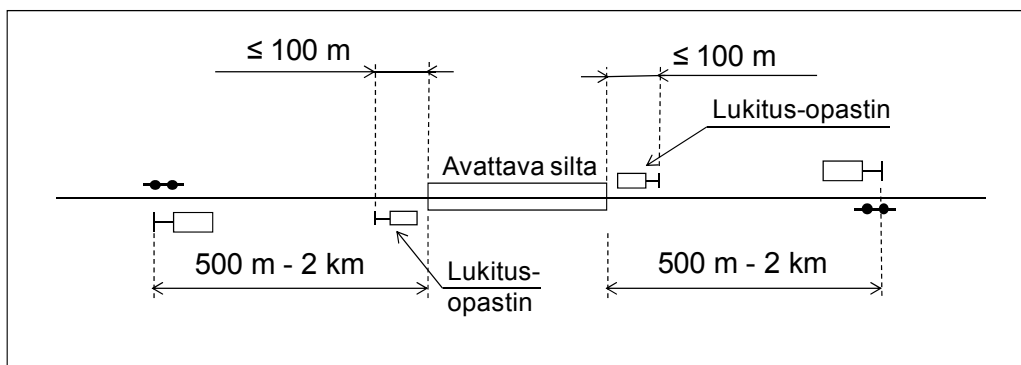 ≤ 100 m
≤ 100 m
Lukitus-opastin
Avattava silta
500 m - 2 km
Lukitus-
opastin
500 m - 2 km